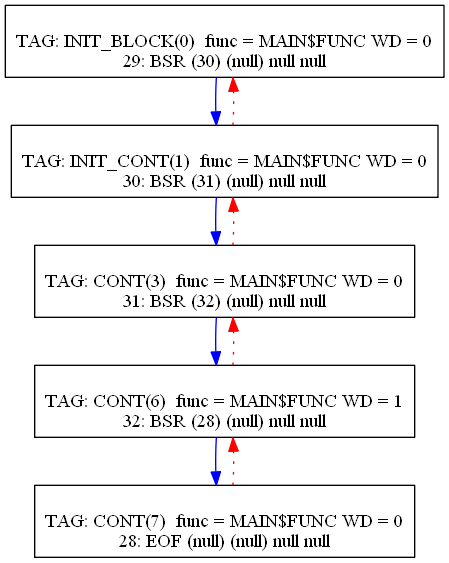 TAG: INIT_BLOCK(0) func = MAIN$FUNC WD = 0
29: BSR (30) (null) null null
TAG: INIT_CONT(1) func = MAIN$FUNC WD = 0
30: BSR (31) (null) null null
TAG: CONT(3) func = MAIN$FUNC WD = 0
31: BSR (32) (null) null null
TAG: CONT(6) func = MAIN$FUNC WD = 1
32: BSR (28) (null) null null
TAG: CONT(7) func = MAIN$FUNC WD = 0
28: EOF (null) (null) null null